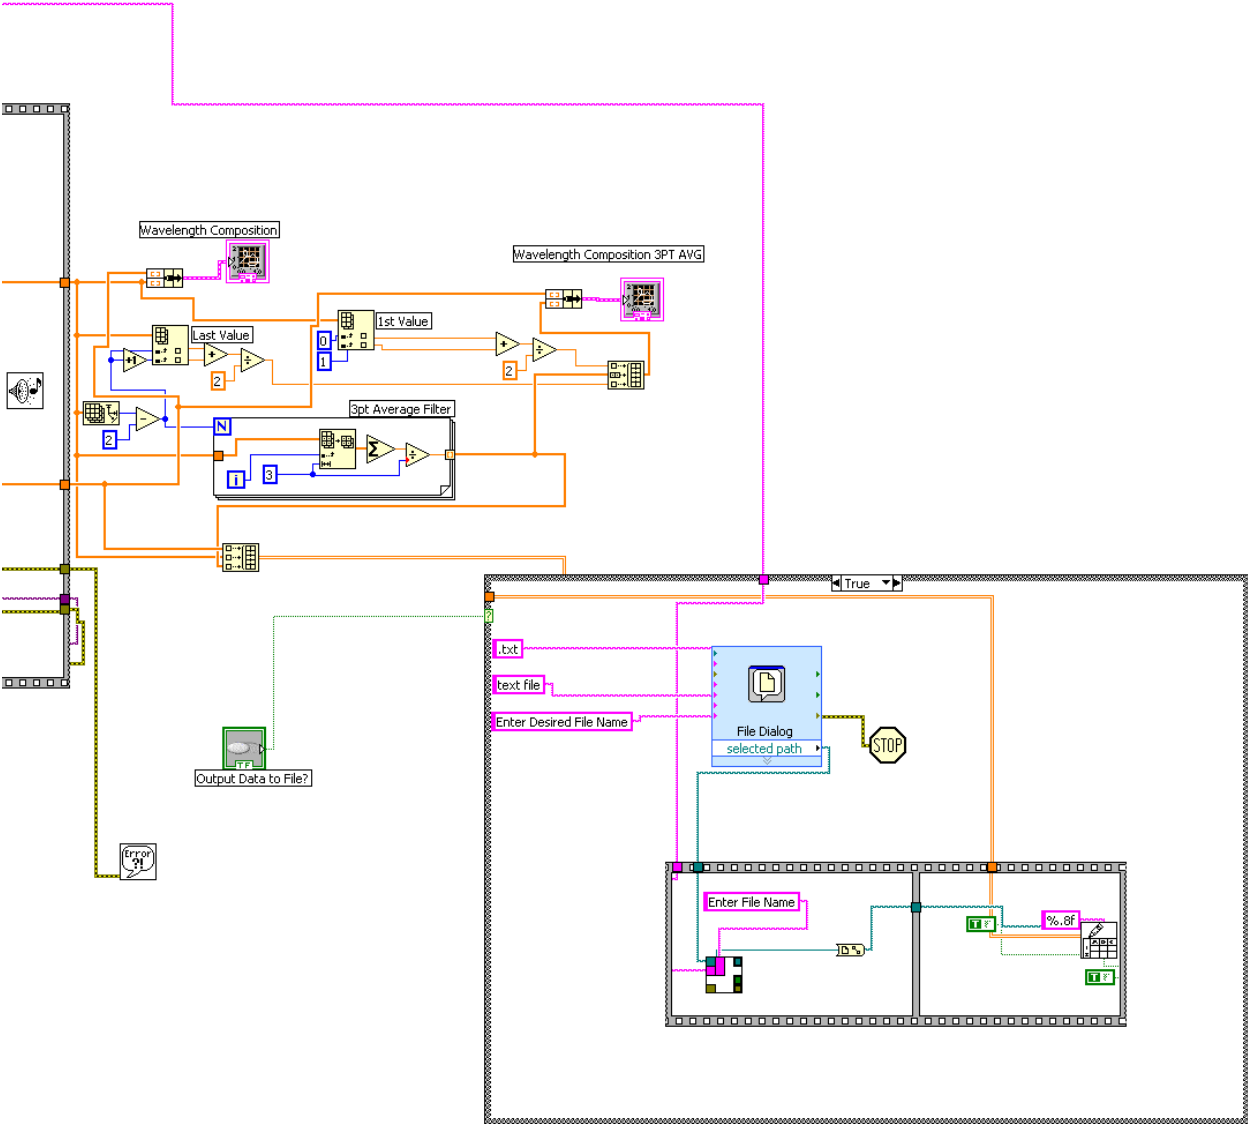 Wavelength Composition
Wavelength Composition 3PT AVG
1st Value
Last Value
0
1
+1
2
2
2
3pt Average Filter
N
i
3
True
?
.txt
text file
Enter Desired File Name
File Dialog
selected path
STOP
TF
Output Data to File?
Error
?!
Enter File Name
%.8f
T F
T F